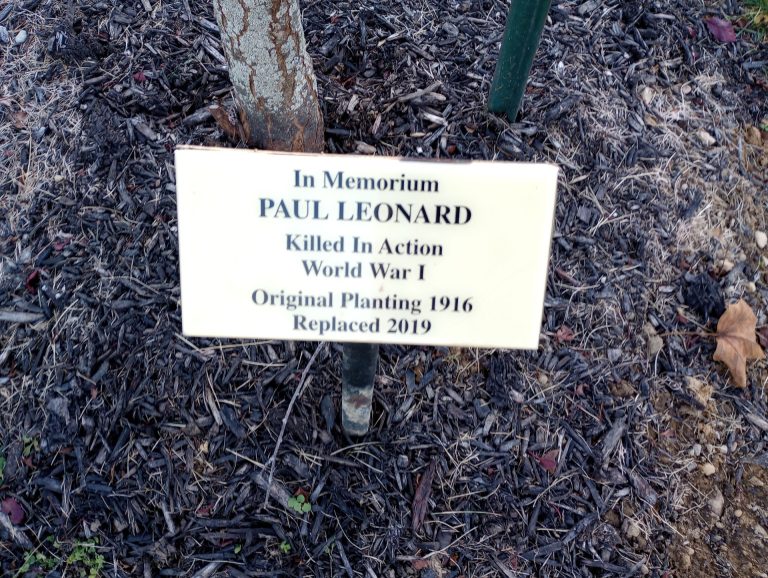 In Memorium
PAUL LEONARD
Killed In Action
World War I
Original Planting 1916
Replaced 2019